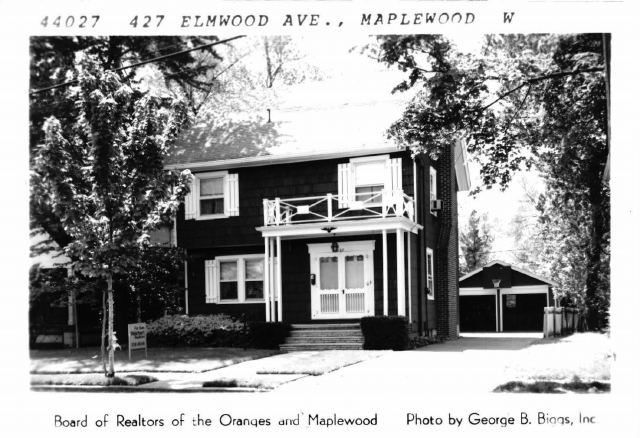 44027 427 ELMWOOD AVE., MAPLEWOOD W
Board of Realtors of the Oranges and Maplewood Photo by George B. Biggs, Inc.